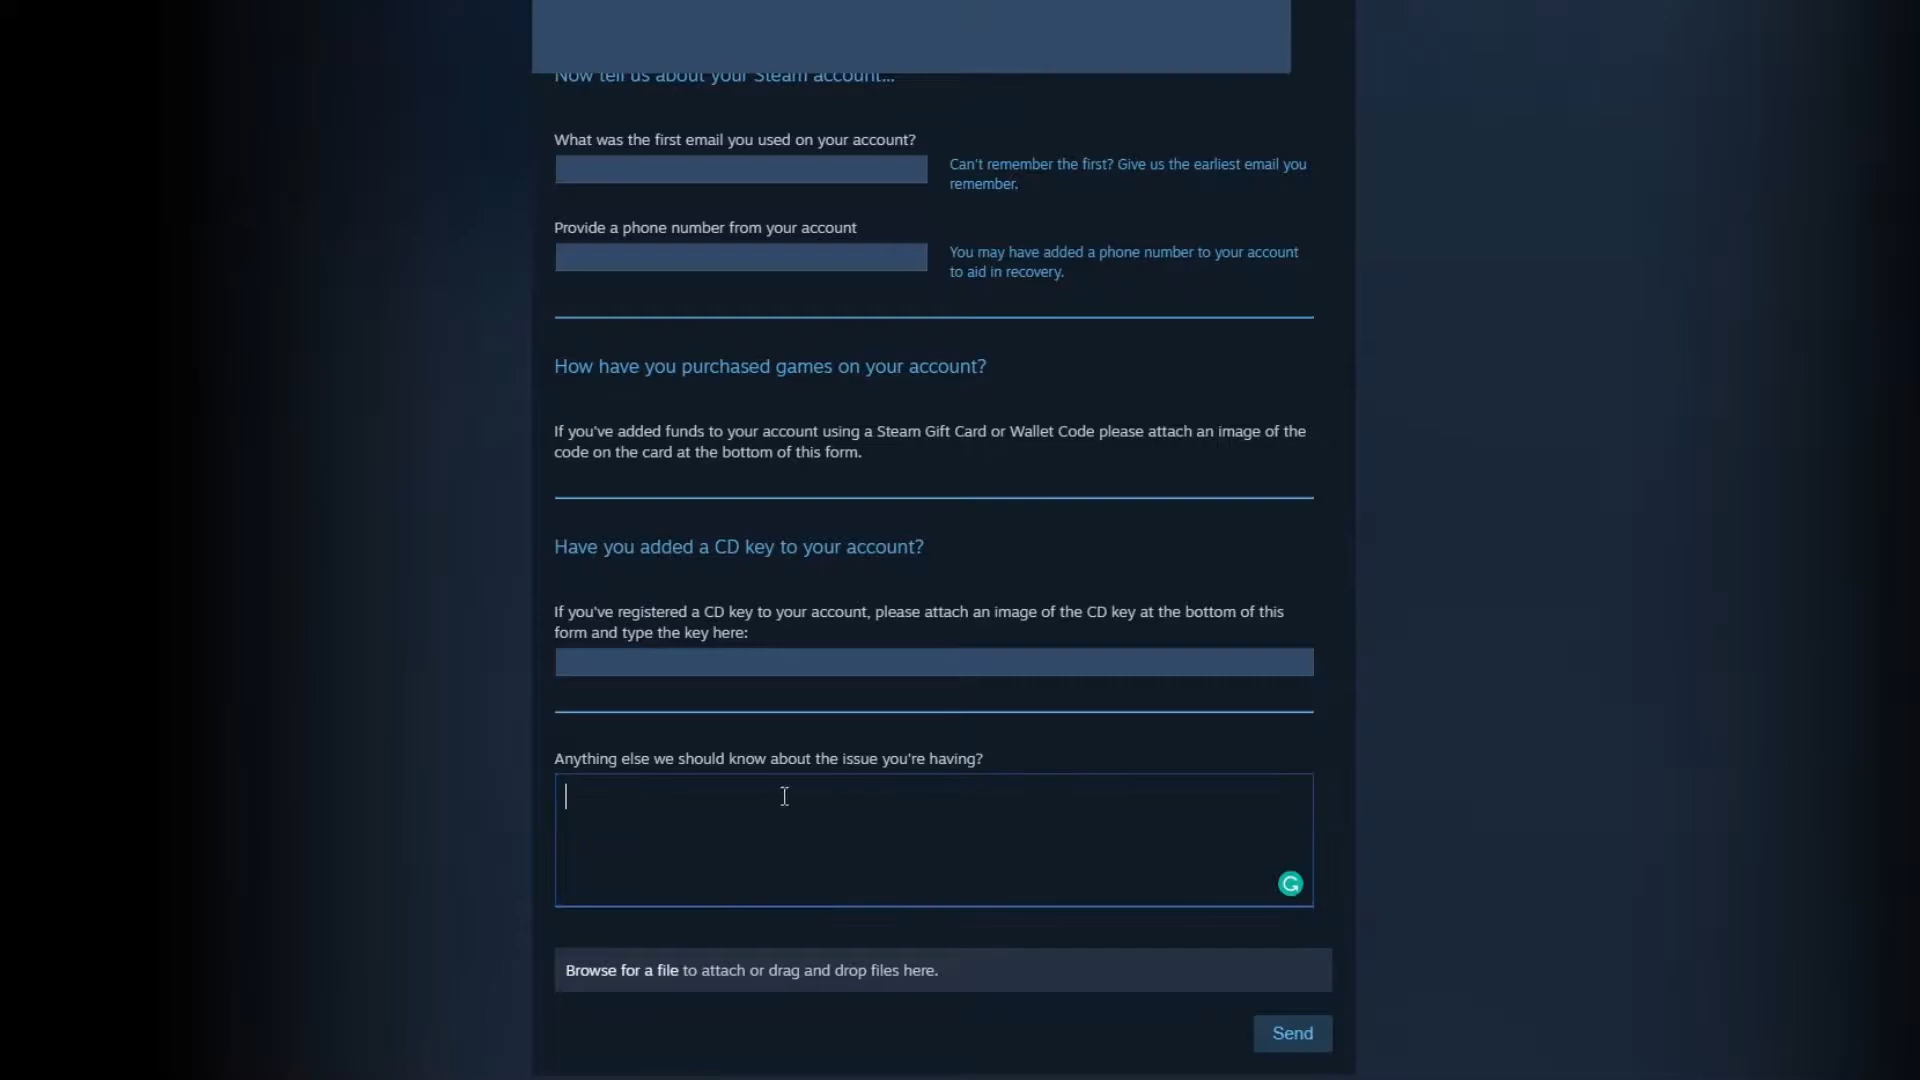 Now tell us about your Steam account...
What was the first email you used on your account?
Can't remember the first? Give us the earliest email you
remember.
Provide a phone number from your account
You may have added a phone number to your account
to aid in recovery.
How have you purchased games on your account?
If you've added funds to your account using a Steam Gift Card or Wallet Code please attach an image of the
code on the card at the bottom of this form.
Have you added a CD key to your account?
If you've registered a CD key to your account, please attach an image of the CD key at the bottom of this
form and type the key here:
Anything else we should know about the issue you're having?
Browse for a file to attach or drag and drop files here.
Send